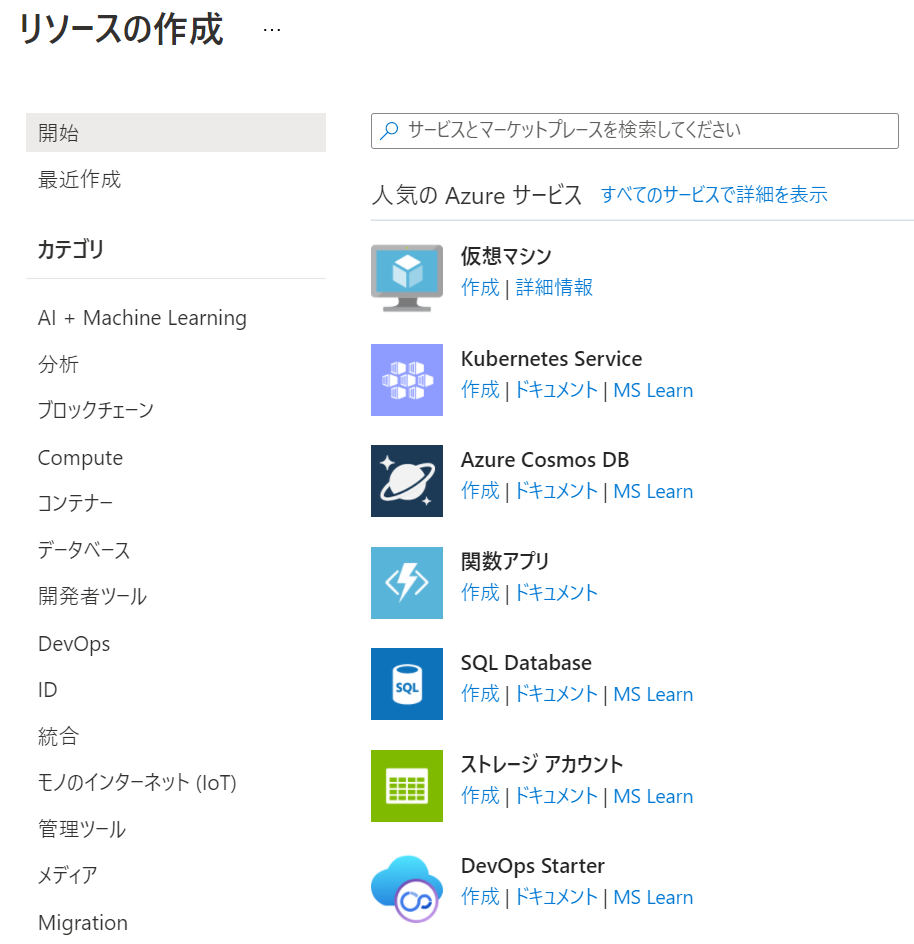 リソースの作成 …
開始
最近作成
カテゴリ
AI + Machine Learning
分析
ブロックチェーン
Compute
コンテナー
データベース
開発者ツール
DevOps
ID
統合
モノのインターネット (IoT)
管理ツール
メディア
Migration
サービスとマーケットプレースを検索してください
人気の Azure サービス すべてのサービスで詳細を表示
仮想マシン
作成 | 詳細情報
Kubernetes Service
作成 | ドキュメント | MS Learn
Azure Cosmos DB
作成 | ドキュメント | MS Learn
関数アプリ
作成 | ドキュメント
SQL
SQL Database
作成 | ドキュメント | MS Learn
ストレージ アカウント
作成 | ドキュメント | MS Learn
DevOps Starter
作成 | ドキュメント | MS Learn